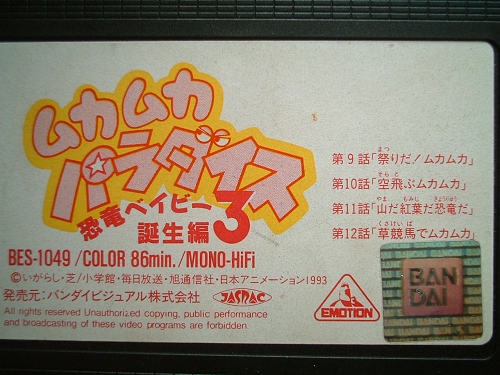 ムカムカ
パラダイス
恐竜ベイビー
誕生編 3
第9話「祭りだ!ムカムカ」
第10話「空飛ぶムカムカ」
第11話「山だ紅葉だ恐竜だ」
第12話「草競馬でムカムカ」
BES-1049/COLOR 86min./MONO-HiFi
©いがらし・芝/小学館・毎日放送・旭通信社・日本アニメーション1993
発売元:バンダイビジュアル株式会社
JASRAC
All rights reserved Unauthorized copying, public performance
and broadcasting of these video programs are forbidden.
EMOTION
BAN
DAI